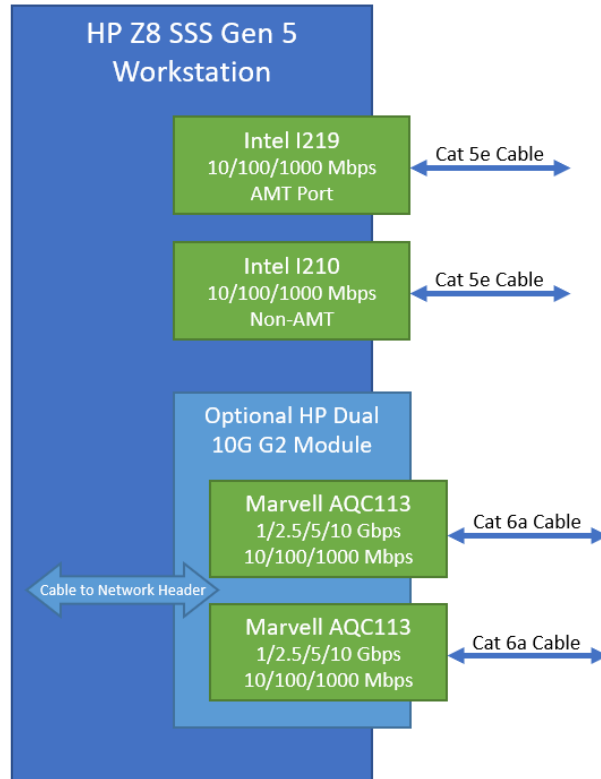 HP Z8 SSS Gen 5
Workstation
Intel I219
10/100/1000 Mbps
AMT Port
Cat 5e Cable
Intel I210
10/100/1000 Mbps
Non-AMT
Cat 5e Cable
Optional HP Dual
10G G2 Module
Marvell AQC113
1/2.5/5/10 Gbps
10/100/1000 Mbps
Cat 6a Cable
Cable to Network Header
Marvell AQC113
1/2.5/5/10 Gbps
10/100/1000 Mbps
Cat 6a Cable